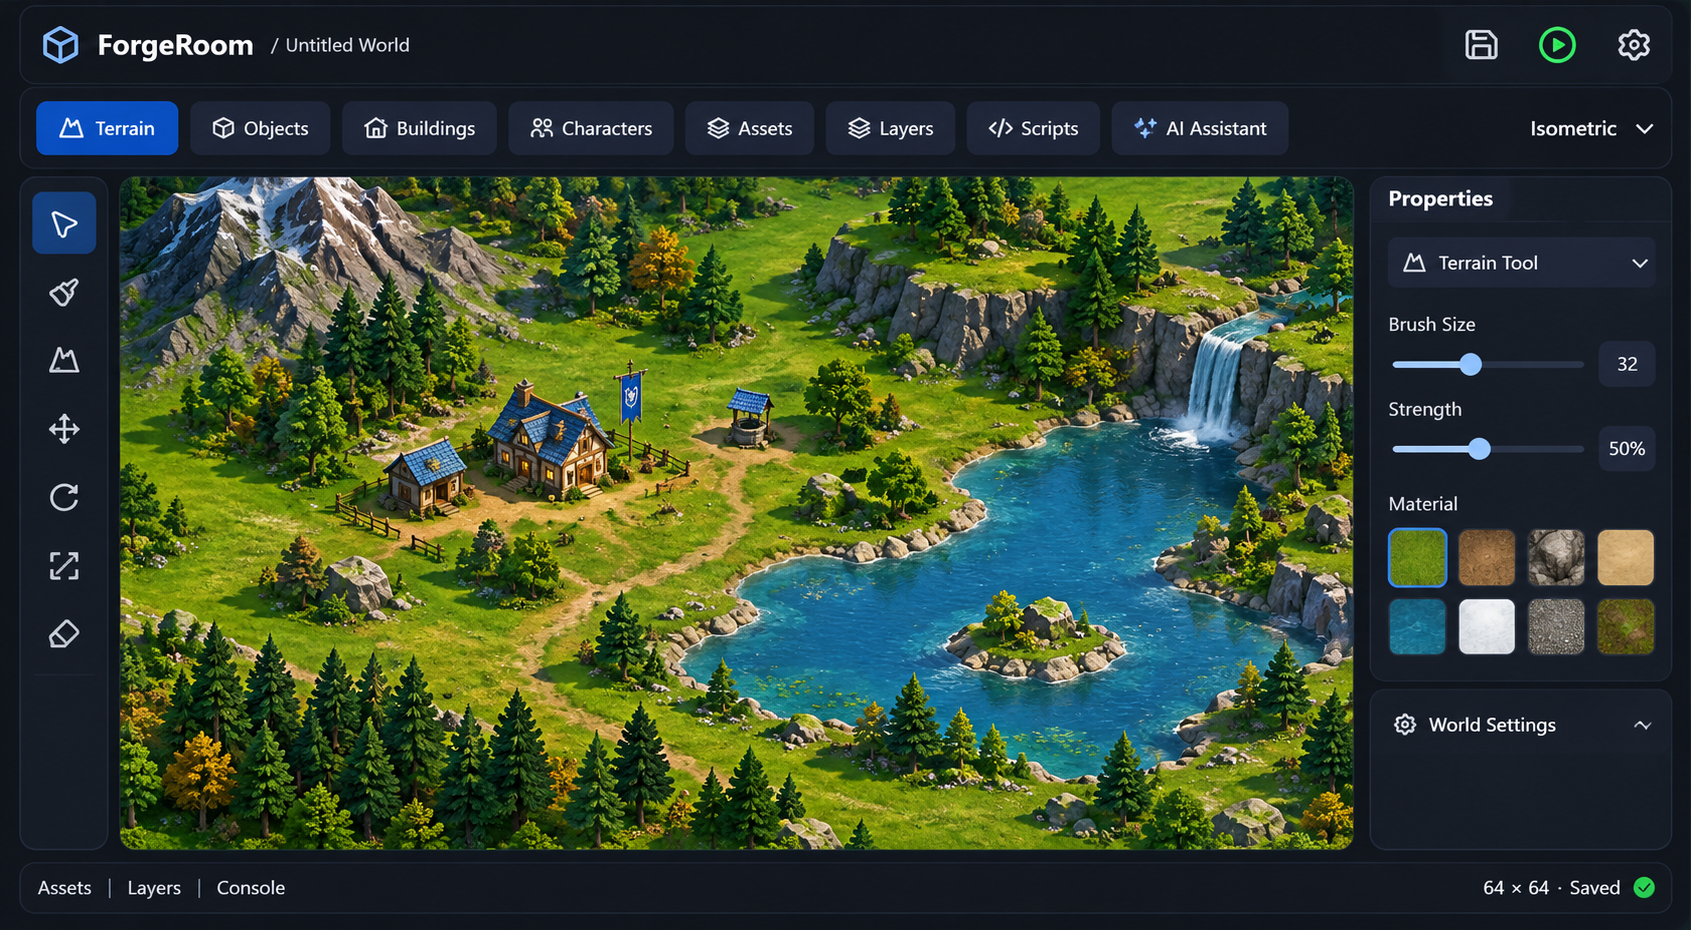 ForgeRoom / Untitled World
Terrain Objects Buildings Characters Assets Layers Scripts AI Assistant Isometric
Properties
Terrain Tool
Brush Size
32
Strength
50%
Material
World Settings
Assets | Layers | Console
64 × 64 · Saved